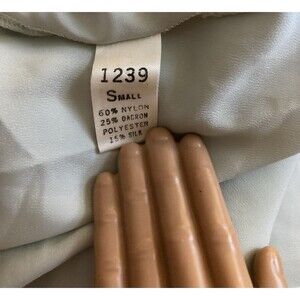 1239
SMALL
60% NYLON
25% DACRON
POLYESTER
15% SILK